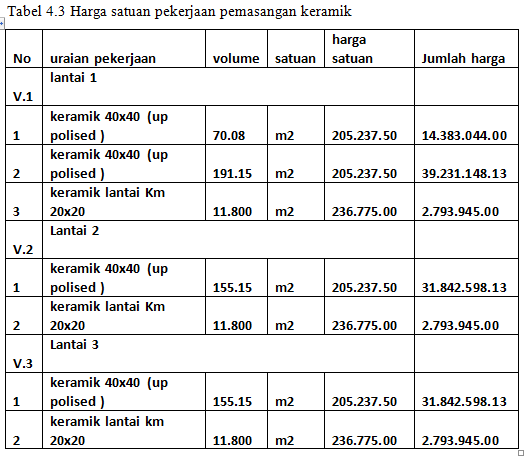 Tabel 4.3 Harga satuan pekerjaan pemasangan keramik
No uraian pekerjaan volume satuan harga satuan Jumlah harga
V.1 lantai 1
1 keramik 40x40 (up polised ) 70.08 m2 205.237.50 14.383.044.00
2 keramik 40x40 (up polised ) 191.15 m2 205.237.50 39.231.148.13
3 keramik lantai Km 20x20 11.800 m2 236.775.00 2.793.945.00
V.2 Lantai 2
1 keramik 40x40 (up polised ) 155.15 m2 205.237.50 31.842.598.13
2 keramik lantai Km 20x20 11.800 m2 236.775.00 2.793.945.00
V.3 Lantai 3
1 keramik 40x40 (up polised ) 155.15 m2 205.237.50 31.842.598.13
2 keramik lantai km 20x20 11.800 m2 236.775.00 2.793.945.00